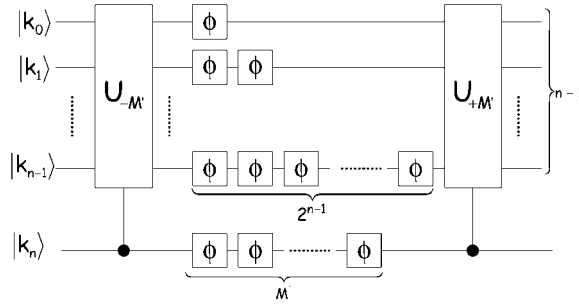 |k₀⟩ ϕ
|k₁⟩ ϕ ϕ
U₋M' U₊M' n-1
|kₙ₋₁⟩ ϕ ϕ ϕ ........ ϕ
2ⁿ⁻¹
|kₙ⟩ ϕ ϕ ........ ϕ
M'